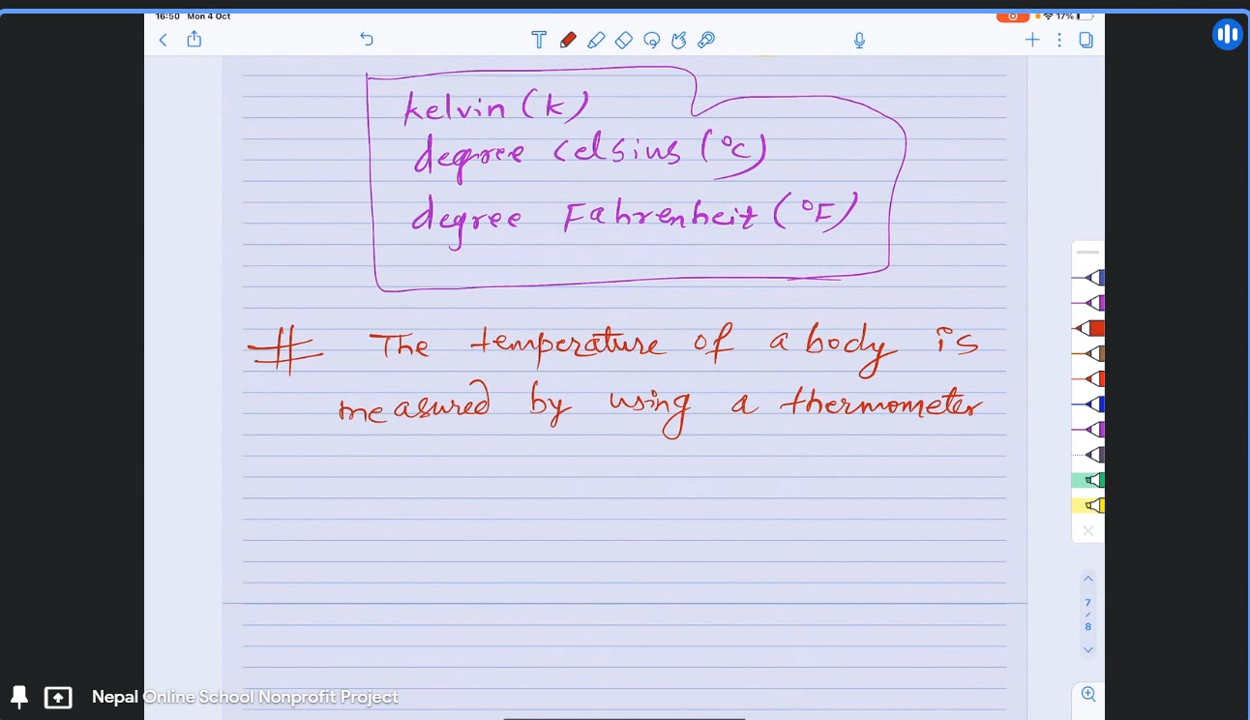 16:50 Mon 4 Oct
17%
kelvin (k)
degree celsius (°C)
degree Fahrenheit (°F)
# The temperature of a body is
measured by using a thermometer
7
/
8
Nepal Online School Nonprofit Project